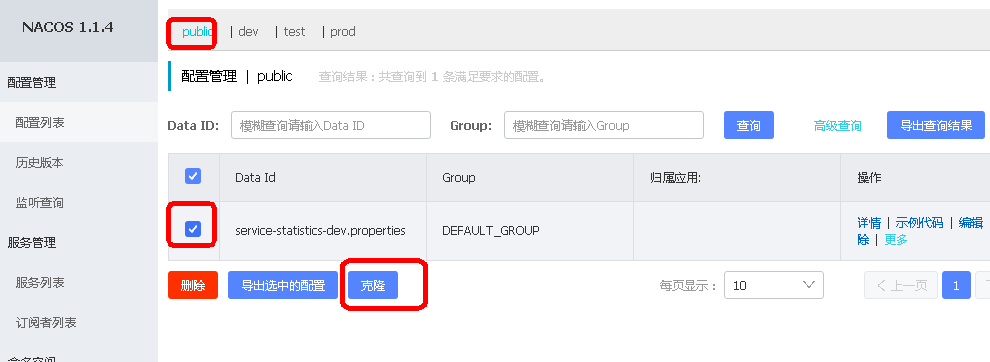 NACOS 1.1.4
public | dev | test | prod
配置管理
配置管理 | public 查询结果：共查询到 1 条满足要求的配置。
配置列表
Data ID: 模糊查询请输入Data ID Group: 模糊查询请输入Group 查询 高级查询 导出查询结果
历史版本
Data Id Group 归属应用: 操作
监听查询
service-statistics-dev.properties DEFAULT_GROUP 详情 | 示例代码 | 编辑
除 | 更多
服务管理
服务列表
删除 导出选中的配置 克隆 每页显示： 10 < 上一页 1
订阅者列表
命名空间